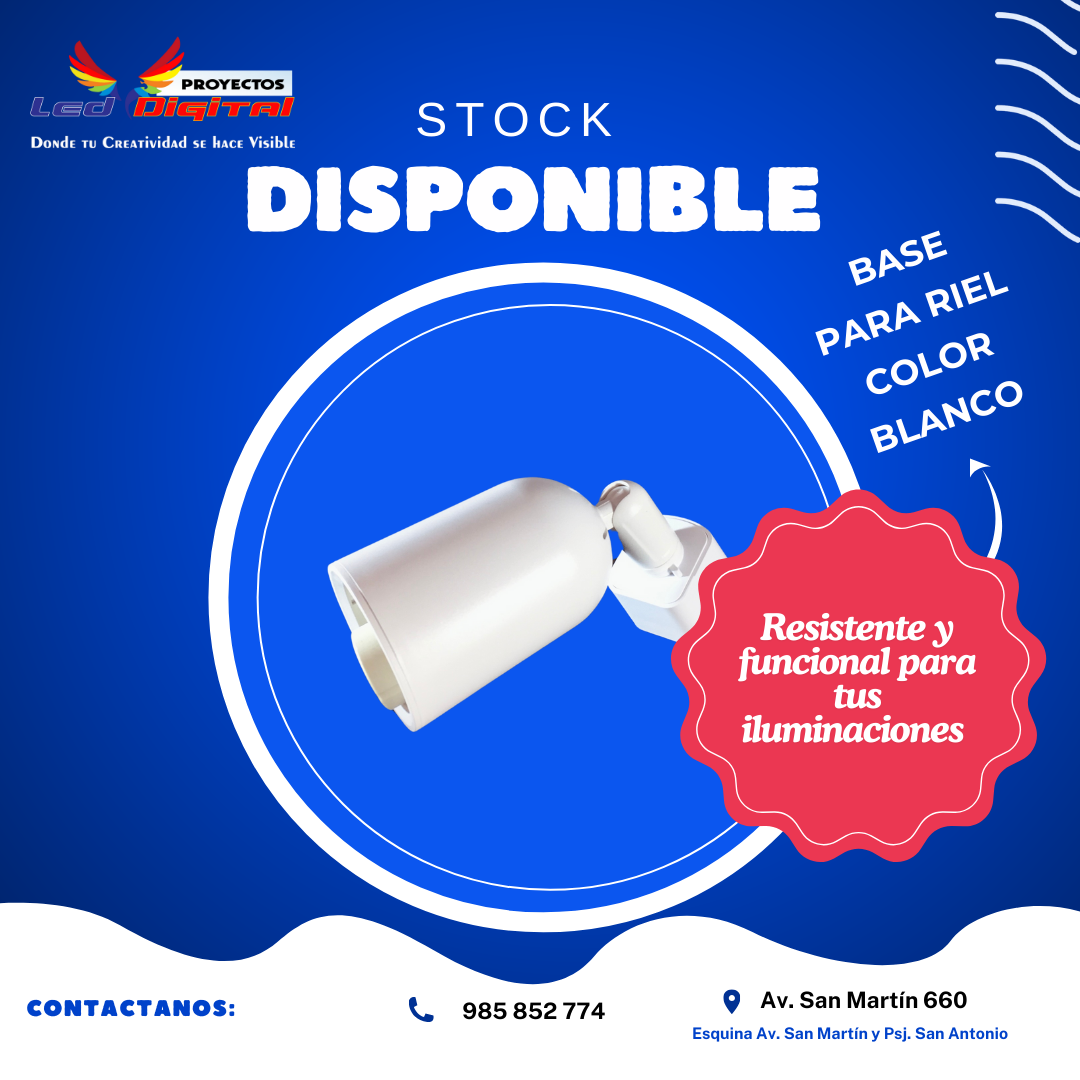 PROYECTOS
Led Digital
Donde tu Creatividad se hace Visible
STOCK
DISPONIBLE
BASE
PARA RIEL
COLOR
BLANCO
Resistente y
funcional para
tus
iluminaciones
CONTACTANOS:
985 852 774
Av. San Martín 660
Esquina Av. San Martín y Psj. San Antonio